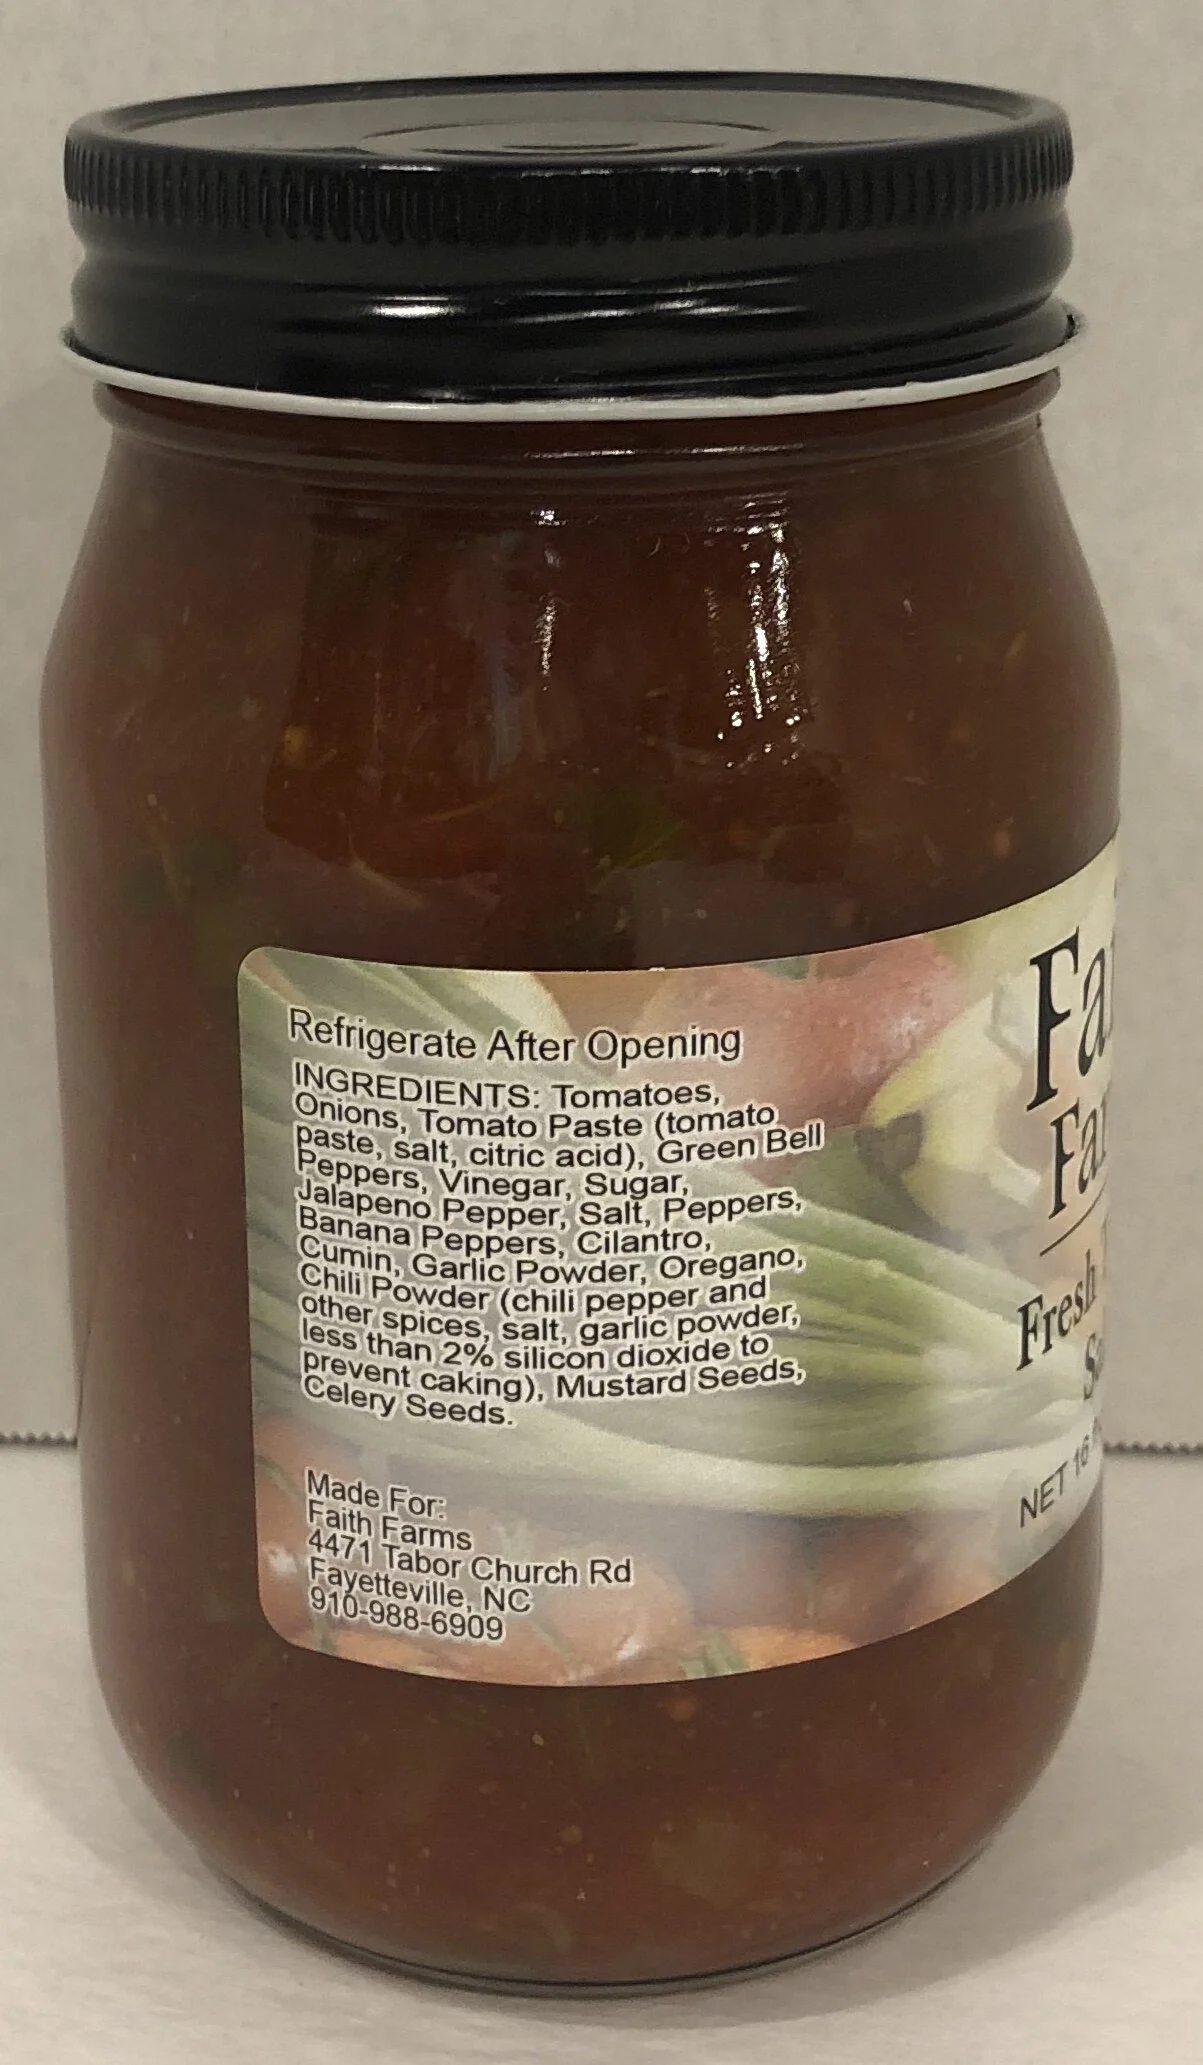 Refrigerate After Opening
INGREDIENTS: Tomatoes,
Onions, Tomato Paste (tomato
paste, salt, citric acid), Green Bell
Peppers, Vinegar, Sugar,
Jalapeno Pepper, Salt, Peppers,
Banana Peppers, Cilantro,
Cumin, Garlic Powder, Oregano,
Chili Powder (chili pepper and
other spices, salt, garlic powder,
less than 2% silicon dioxide to
prevent caking), Mustard Seeds,
Celery Seeds.
Made For:
Faith Farms
4471 Tabor Church Rd
Fayetteville, NC
910-988-6909
Fresh
NET 16